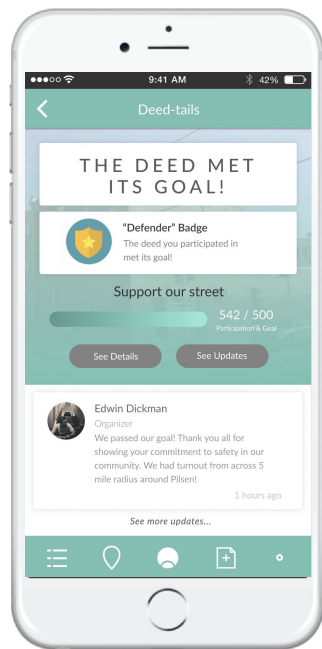 9:41 AM
42%
Deed-tails
THE DEED MET
ITS GOAL!
“Defender” Badge
The deed you participated in
met its goal!
Support our street
542 / 500
Participation & Goal
See Details
See Updates
Edwin Dickman
Organizer
We passed our goal! Thank you all for
showing your commitment to safety in our
community. We had turnout from across 5
mile radius around Pilsen!
1 hours ago
See more updates...